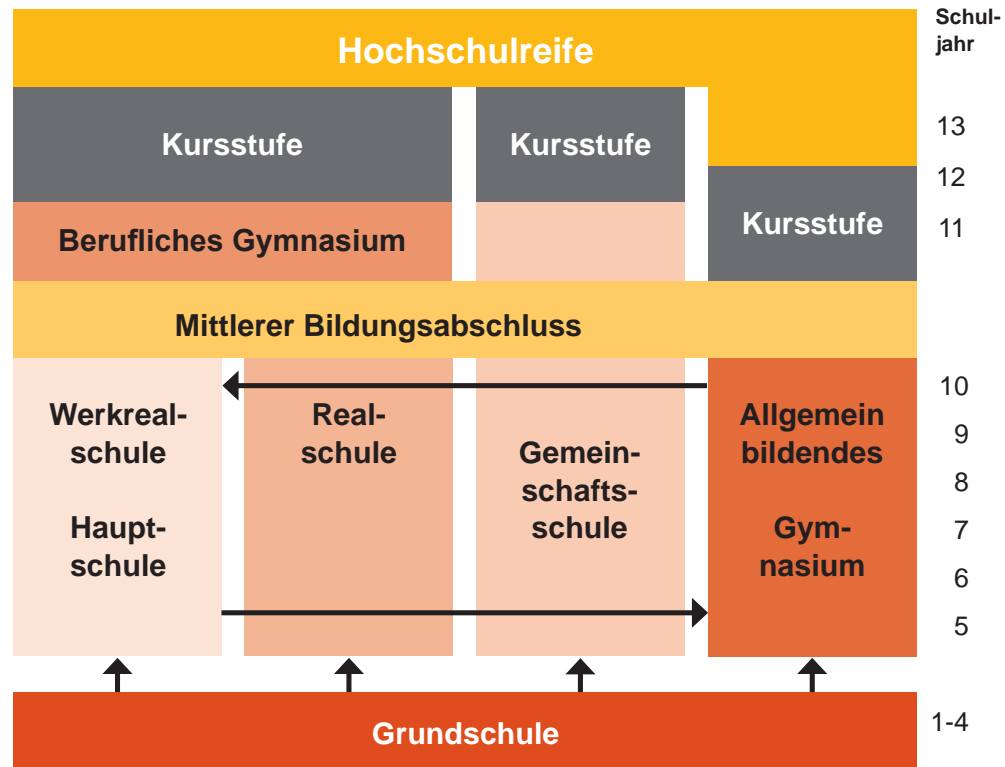 Schul-
jahr
Hochschulreife
13
Kursstufe
Kursstufe
12
Kursstufe
11
Berufliches Gymnasium
Mittlerer Bildungsabschluss
10
Werkreal-
schule
Haupt-
schule
Real-
schule
Gemein-
schafts-
schule
Allgemein
bildendes
Gym-
nasium
9
8
7
6
5
Grundschule
1-4